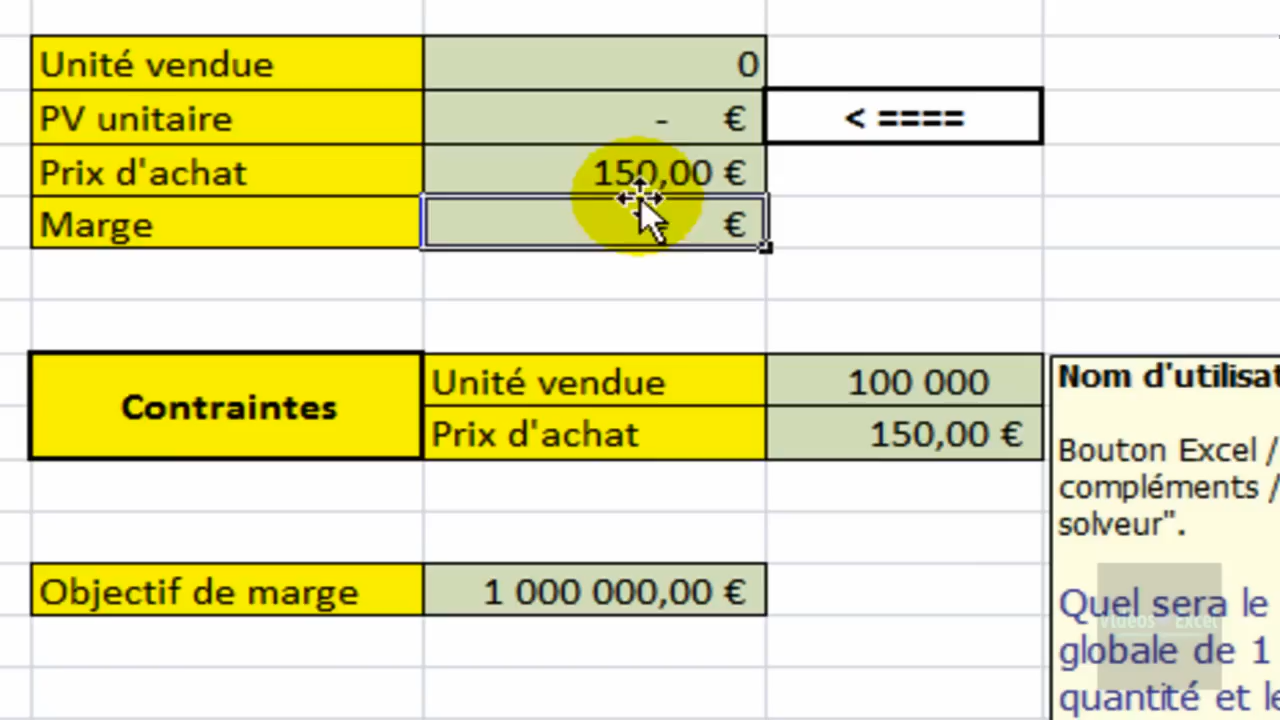 Unité vendue 0
PV unitaire - € < ====
Prix d'achat 150,00 €
Marge €
Contraintes
Unité vendue 100 000
Prix d'achat 150,00 €
Objectif de marge 1 000 000,00 €
Nom d'utilisat
Bouton Excel /
compléments /
solveur".
Quel sera le
globale de 1
quantité et le
Vidéos Excel